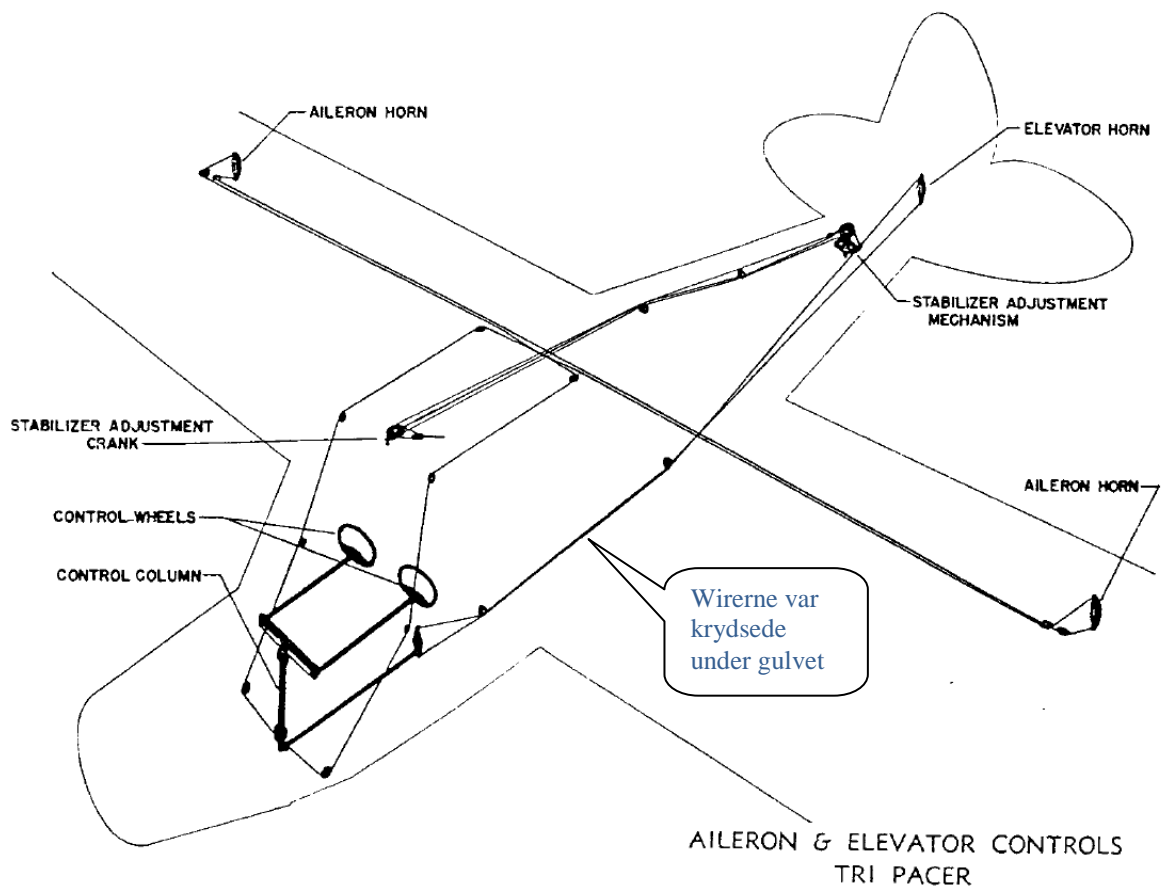 AILERON HORN
ELEVATOR HORN
STABILIZER ADJUSTMENT
MECHANISM
STABILIZER ADJUSTMENT
CRANK
AILERON HORN
CONTROL WHEELS
CONTROL COLUMN
Wirerne var
krydsede
under gulvet
AILERON & ELEVATOR CONTROLS
TRI PACER